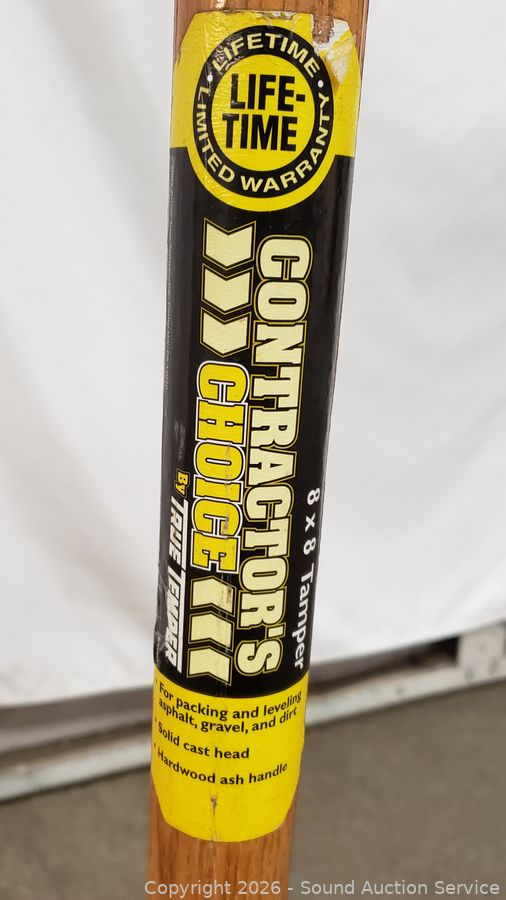 LIFETIME
LIFE-
TIME
LIMITED WARRANTY
CONTRACTOR'S
CHOICE
BY TRUE TEMPER
8 x 8 Tamper
• For packing and leveling
asphalt, gravel, and dirt
• Solid cast head
• Hardwood ash handle
Copyright 2026 - Sound Auction Service